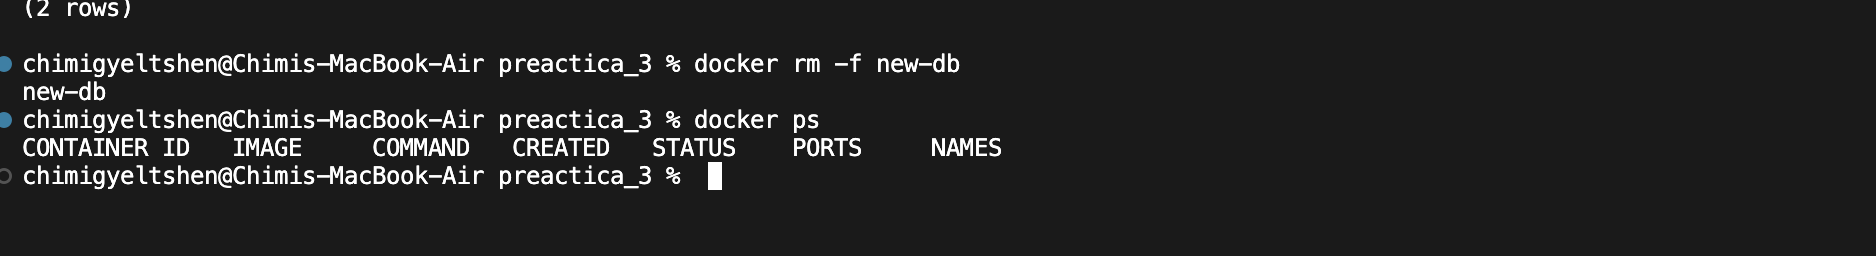 (2 rows)
chimigyeltshen@Chimis-MacBook-Air preactica_3 % docker rm -f new-db
new-db
chimigyeltshen@Chimis-MacBook-Air preactica_3 % docker ps
CONTAINER ID   IMAGE     COMMAND   CREATED   STATUS    PORTS     NAMES
chimigyeltshen@Chimis-MacBook-Air preactica_3 %